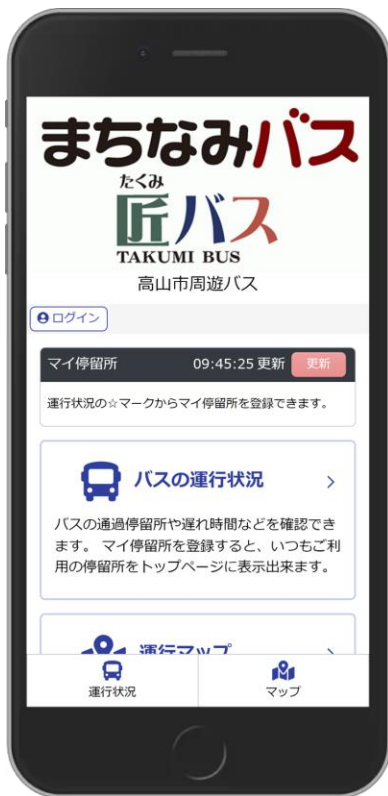 まちなみバス
たくみ
匠バス
TAKUMI BUS
高山市周遊バス
ログイン
マイ停留所 09:45:25 更新 更新
運行状況の☆マークからマイ停留所を登録できます。
バスの運行状況
バスの通過停留所や遅れ時間などを確認でき
ます。 マイ停留所を登録すると、いつもご利
用の停留所をトップページに表示出来ます。
運行マップ
運行状況 マップ